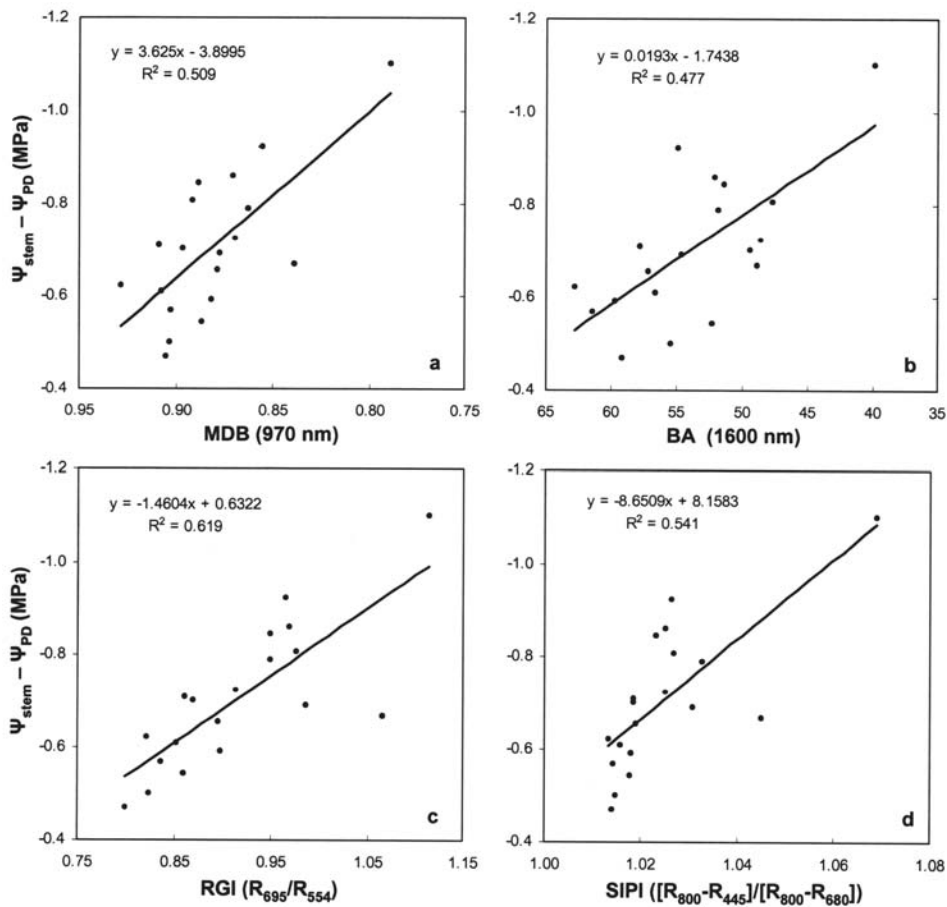 -1.2
-1.0
-0.8
-0.6
-0.4
Ψstem – ΨPD (MPa)
y = 3.625x - 3.8995
R² = 0.509
a
0.95 0.90 0.85 0.80 0.75
MDB (970 nm)
-1.2
-1.0
-0.8
-0.6
-0.4
y = 0.0193x - 1.7438
R² = 0.477
b
65 55 50 45 40 35
BA (1600 nm)
-1.2
-1.0
-0.8
-0.6
-0.4
Ψstem – ΨPD (MPa)
y = -1.4604x + 0.6322
R² = 0.619
c
0.75 0.85 0.95 1.05 1.15
RGI (R695/R554)
-1.2
-1.0
-0.8
-0.6
-0.4
y = -8.6509x + 8.1583
R² = 0.541
d
1.00 1.02 1.04 1.06 1.08
SIPI ([R800-R445]/[R800-R680])